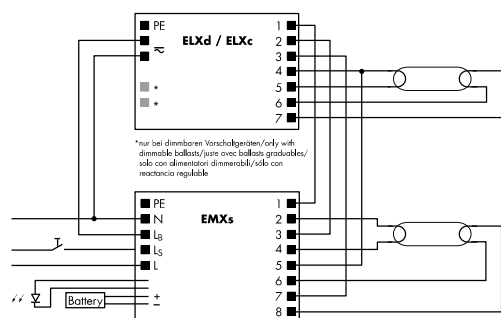 PE
ELXd / ELXc
~
*
*
1
2
3
4
5
6
7
*nur bei dimmbaren Vorschaltgeräten/only with
dimmable ballasts/juste avec ballasts graduables/
solo con alimentatori dimmerabili/sólo con
reactancia regulable
PE
N
LB
LS
L
EMXs
+
–
Battery
1
2
3
4
5
6
7
8